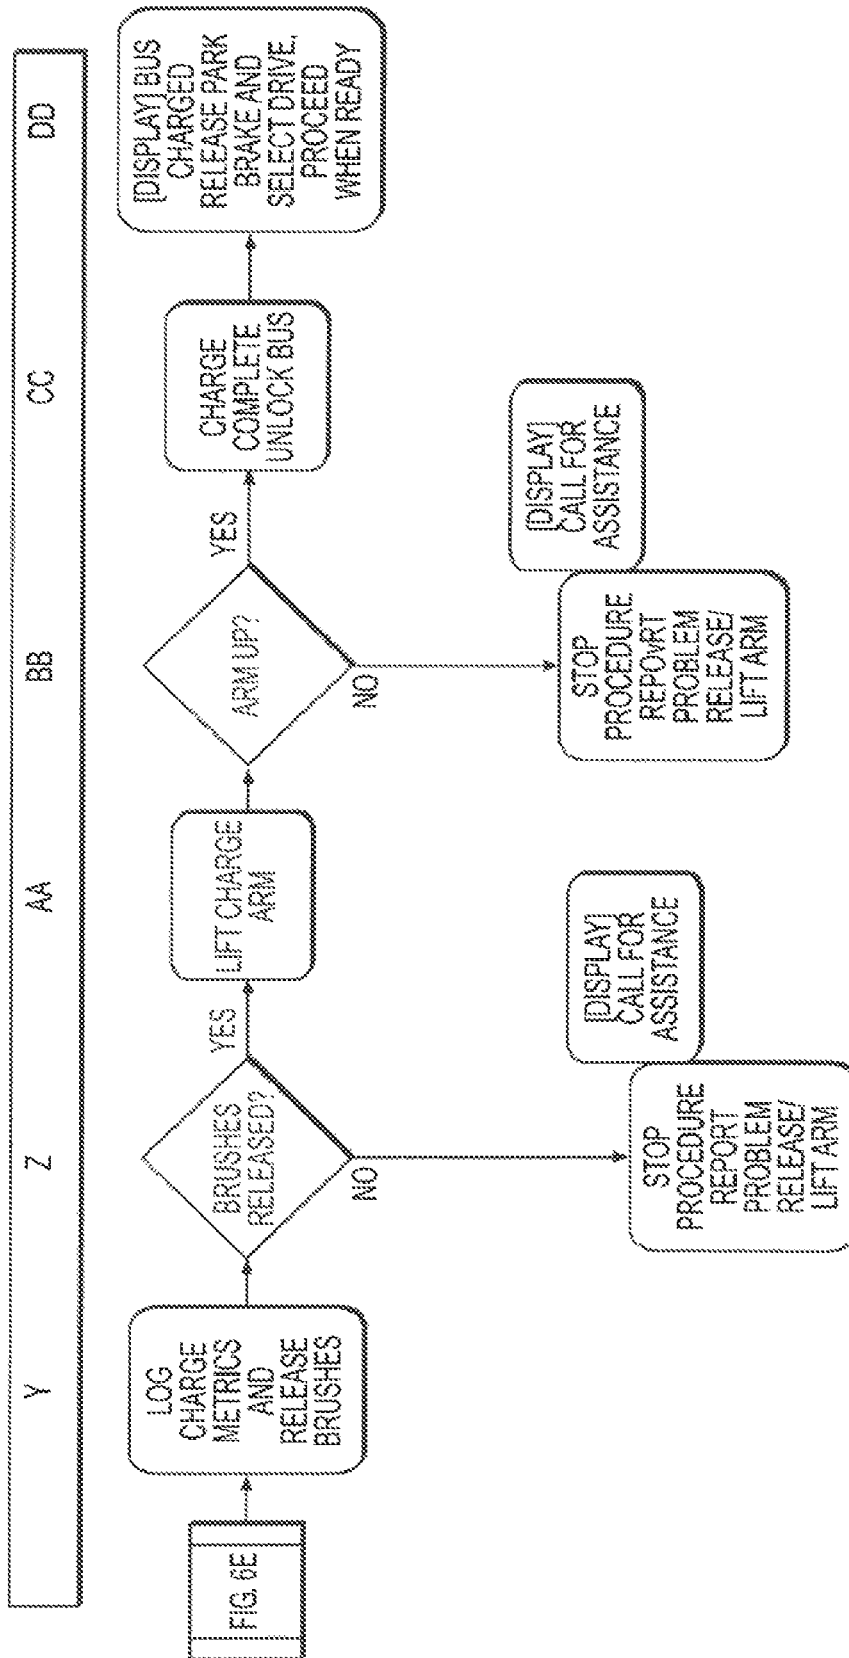 Y Z AA BB CC DD
FIG. 6E
LOG
CHARGE
METRICS
AND
RELEASE
BRUSHES
BRUSHES
RELEASED?
YES
NO
STOP
PROCEDURE
REPORT
PROBLEM
RELEASE/
LIFT ARM
[DISPLAY]
CALL FOR
ASSISTANCE
LIFT CHARGE
ARM
ARM UP?
YES
NO
STOP
PROCEDURE
REPOvRT
PROBLEM
RELEASE/
LIFT ARM
[DISPLAY]
CALL FOR
ASSISTANCE
CHARGE
COMPLETE
UNLOCK BUS
[DISPLAY] BUS
CHARGED
RELEASE PARK
BRAKE AND
SELECT DRIVE,
PROCEED
WHEN READY